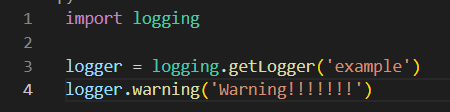 1 import logging
2
3 logger = logging.getLogger('example')
4 logger.warning('Warning!!!!!!!')